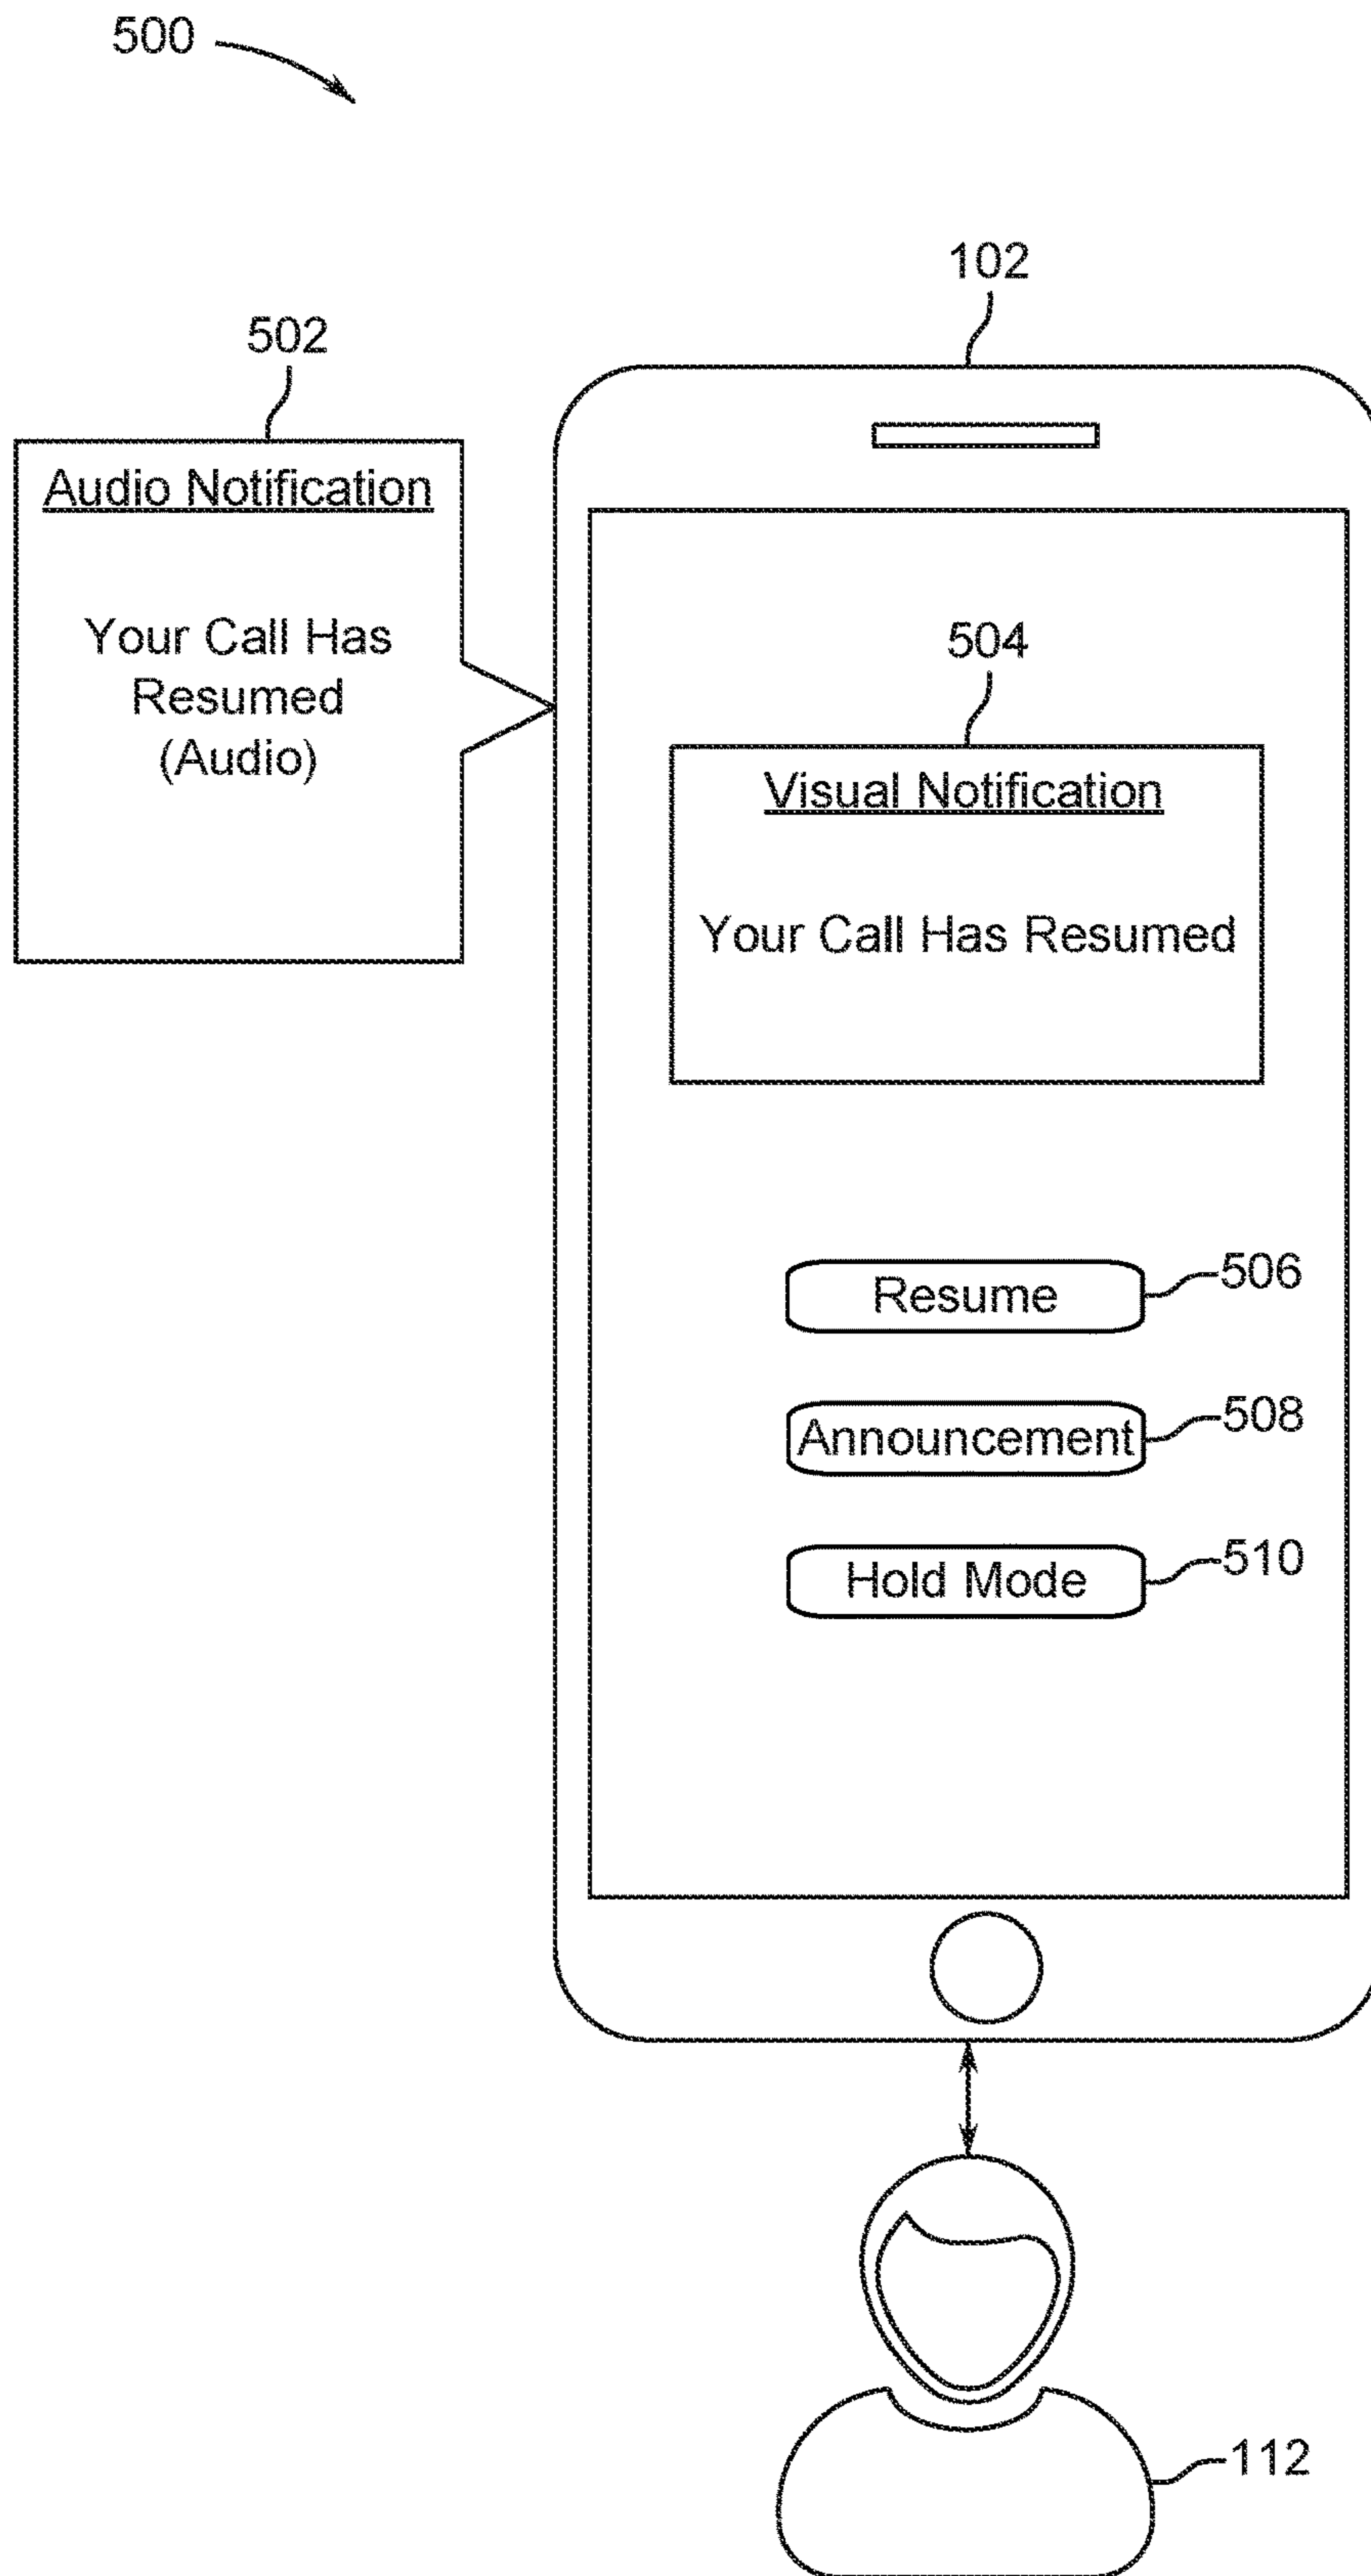 500
102
502
Audio Notification
Your Call Has
Resumed
(Audio)
504
Visual Notification
Your Call Has Resumed
Resume
506
Announcement
508
Hold Mode
510
112